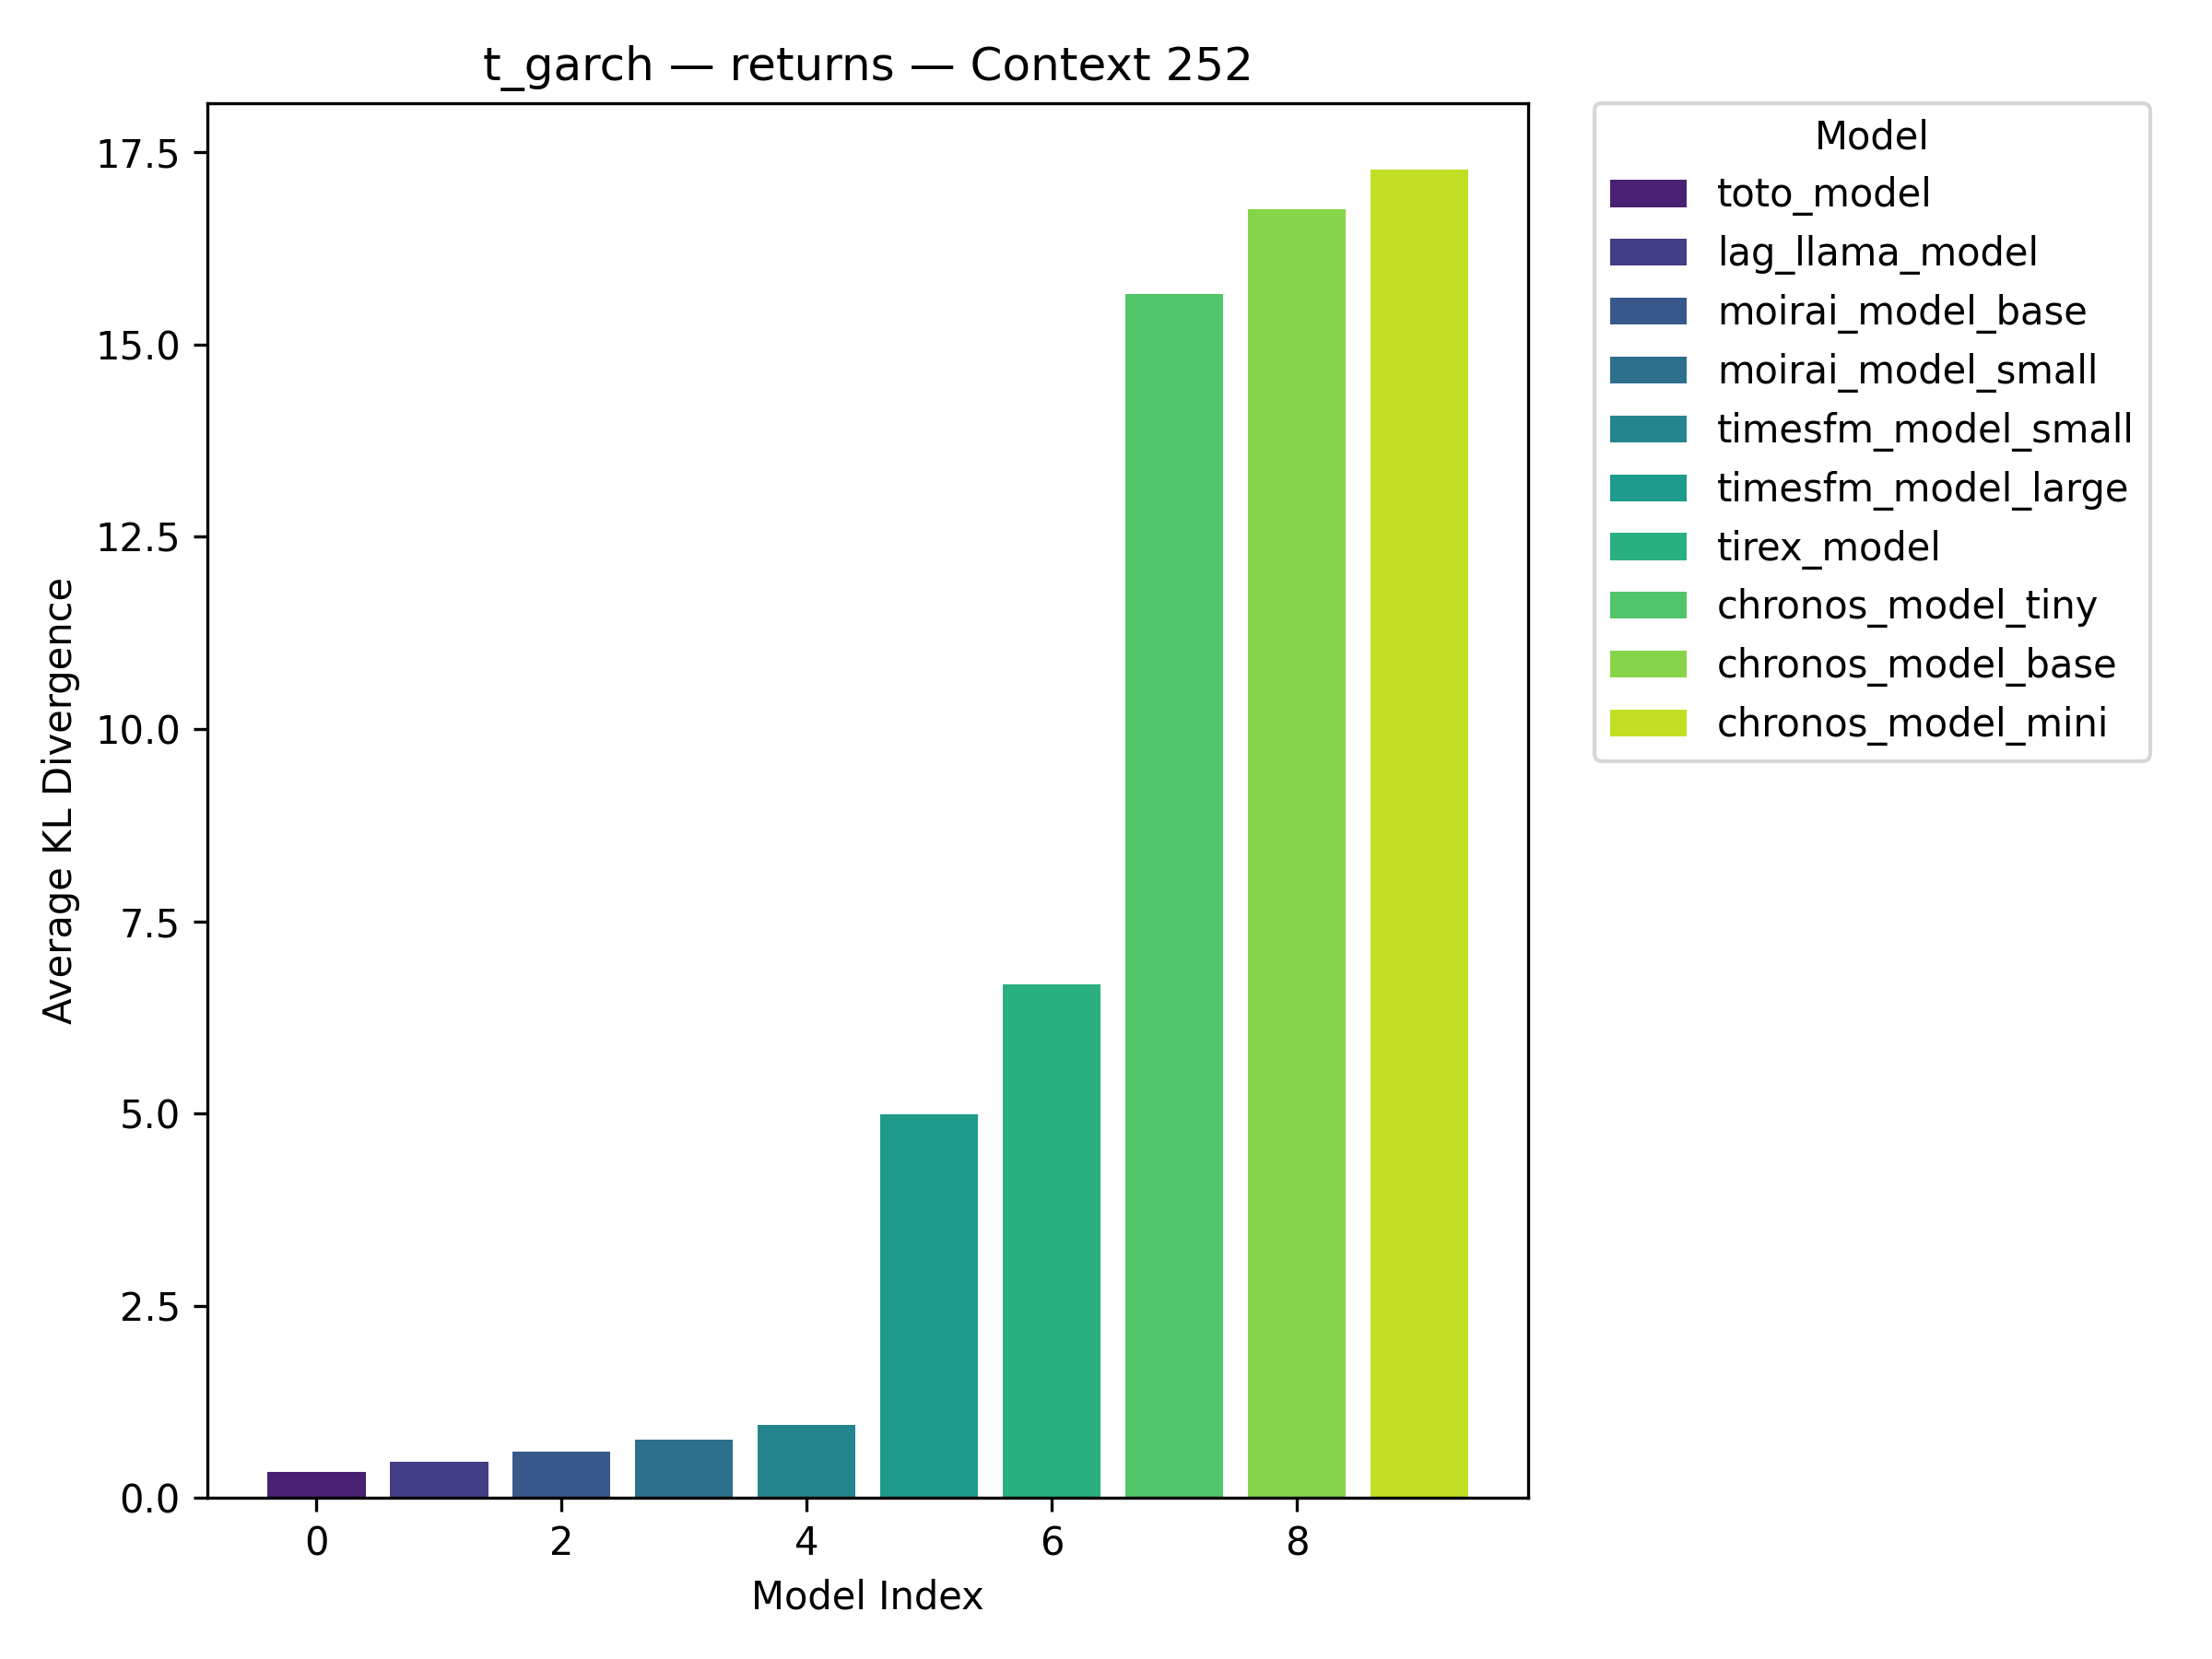 t_garch — returns — Context 252
17.5
15.0
12.5
10.0
7.5
5.0
2.5
0.0
Average KL Divergence
0 2 4 6 8
Model Index
Model
toto_model
lag_llama_model
moirai_model_base
moirai_model_small
timesfm_model_small
timesfm_model_large
tirex_model
chronos_model_tiny
chronos_model_base
chronos_model_mini